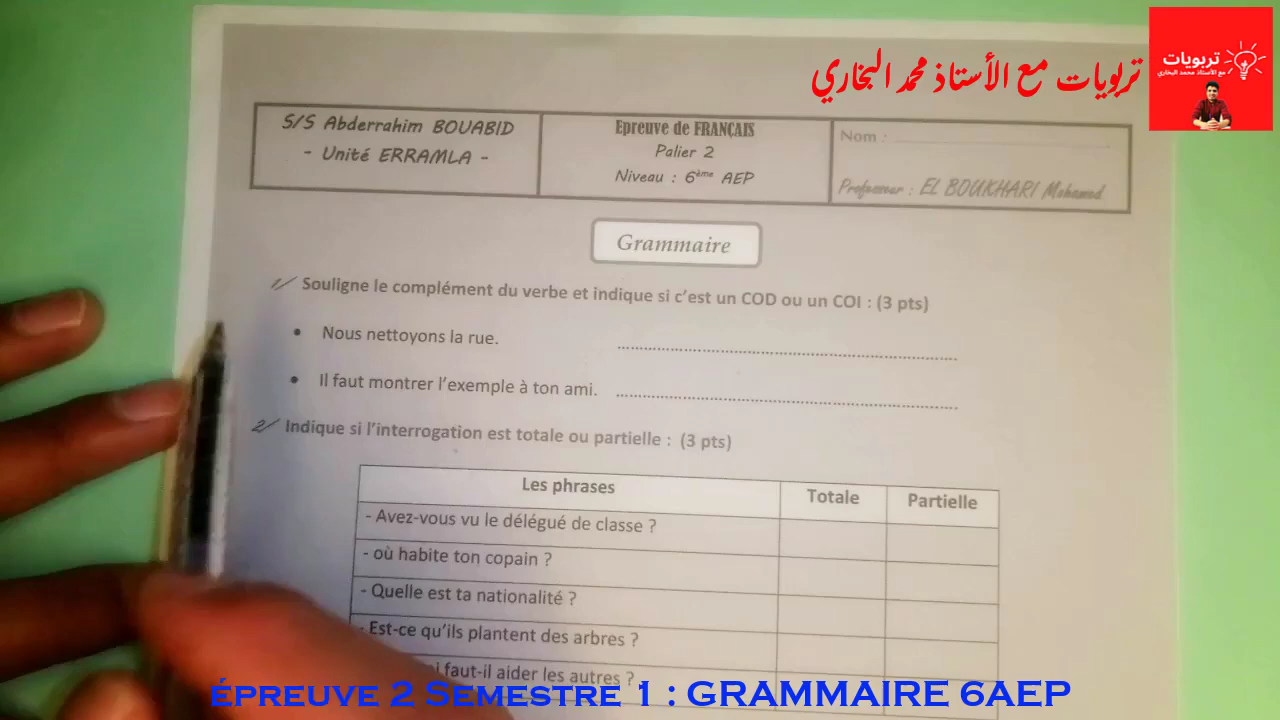 تربويات مع الأستاذ محمد البخاري
تربويات
مع الأستاذ محمد البخاري
S/S Abderrahim BOUABID
- Unité ERRAMLA -
Epreuve de FRANÇAIS
Palier 2
Niveau : 6ème AEP
Nom : ........................................
Professeur : EL BOUKHARI Mohamed
Grammaire
1/ Souligne le complément du verbe et indique si c'est un COD ou un COI : (3 pts)
• Nous nettoyons la rue. ........................................
• Il faut montrer l'exemple à ton ami. ........................................
2/ Indique si l'interrogation est totale ou partielle : (3 pts)
Les phrases Totale Partielle
- Avez-vous vu le délégué de classe ?
- où habite ton copain ?
- Quelle est ta nationalité ?
- Est-ce qu'ils plantent des arbres ?
faut-il aider les autres ?
épreuve 2 Semestre 1 : GRAMMAIRE 6AEP